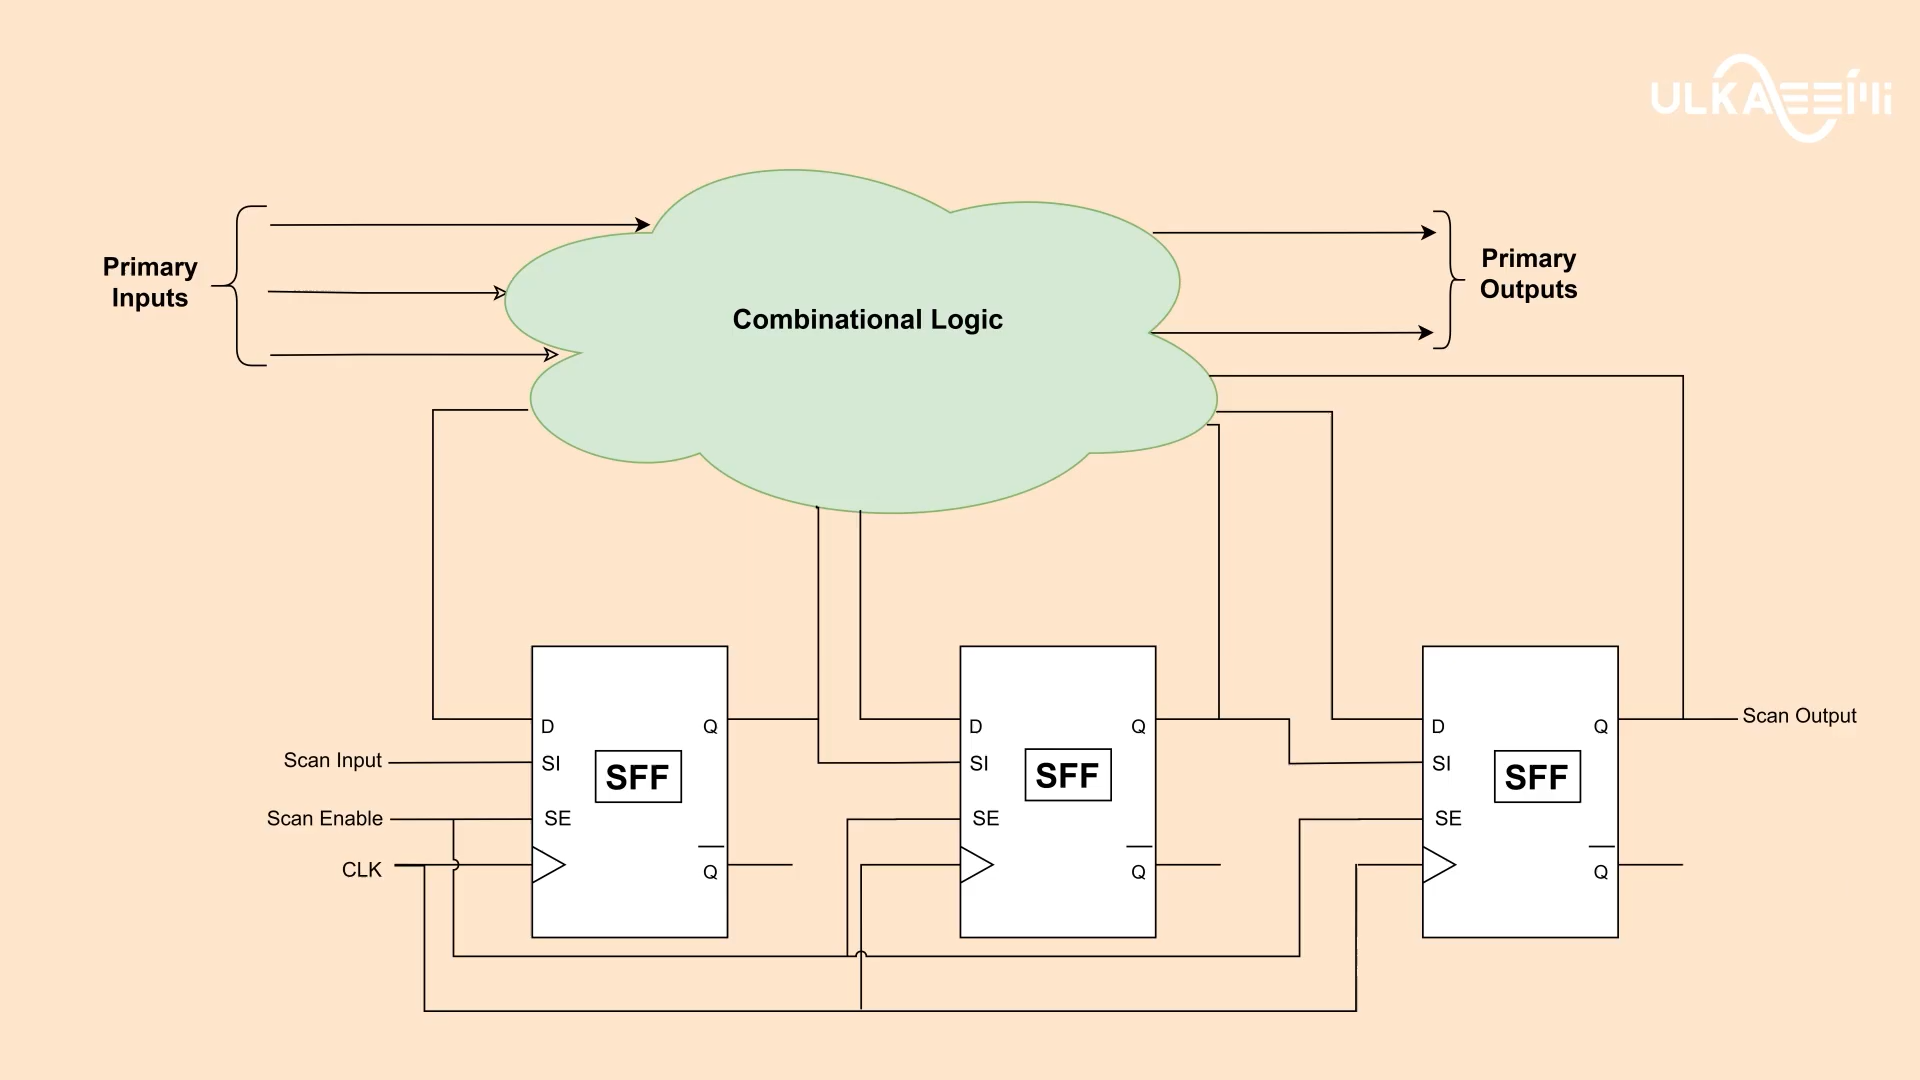 ULKASEMI
Primary
Inputs
Combinational Logic
Primary
Outputs
D
Q
Scan Input
SI
SFF
Scan Enable
SE
CLK
Q
D
Q
SI
SFF
SE
Q
D
Q
Scan Output
SI
SFF
SE
Q